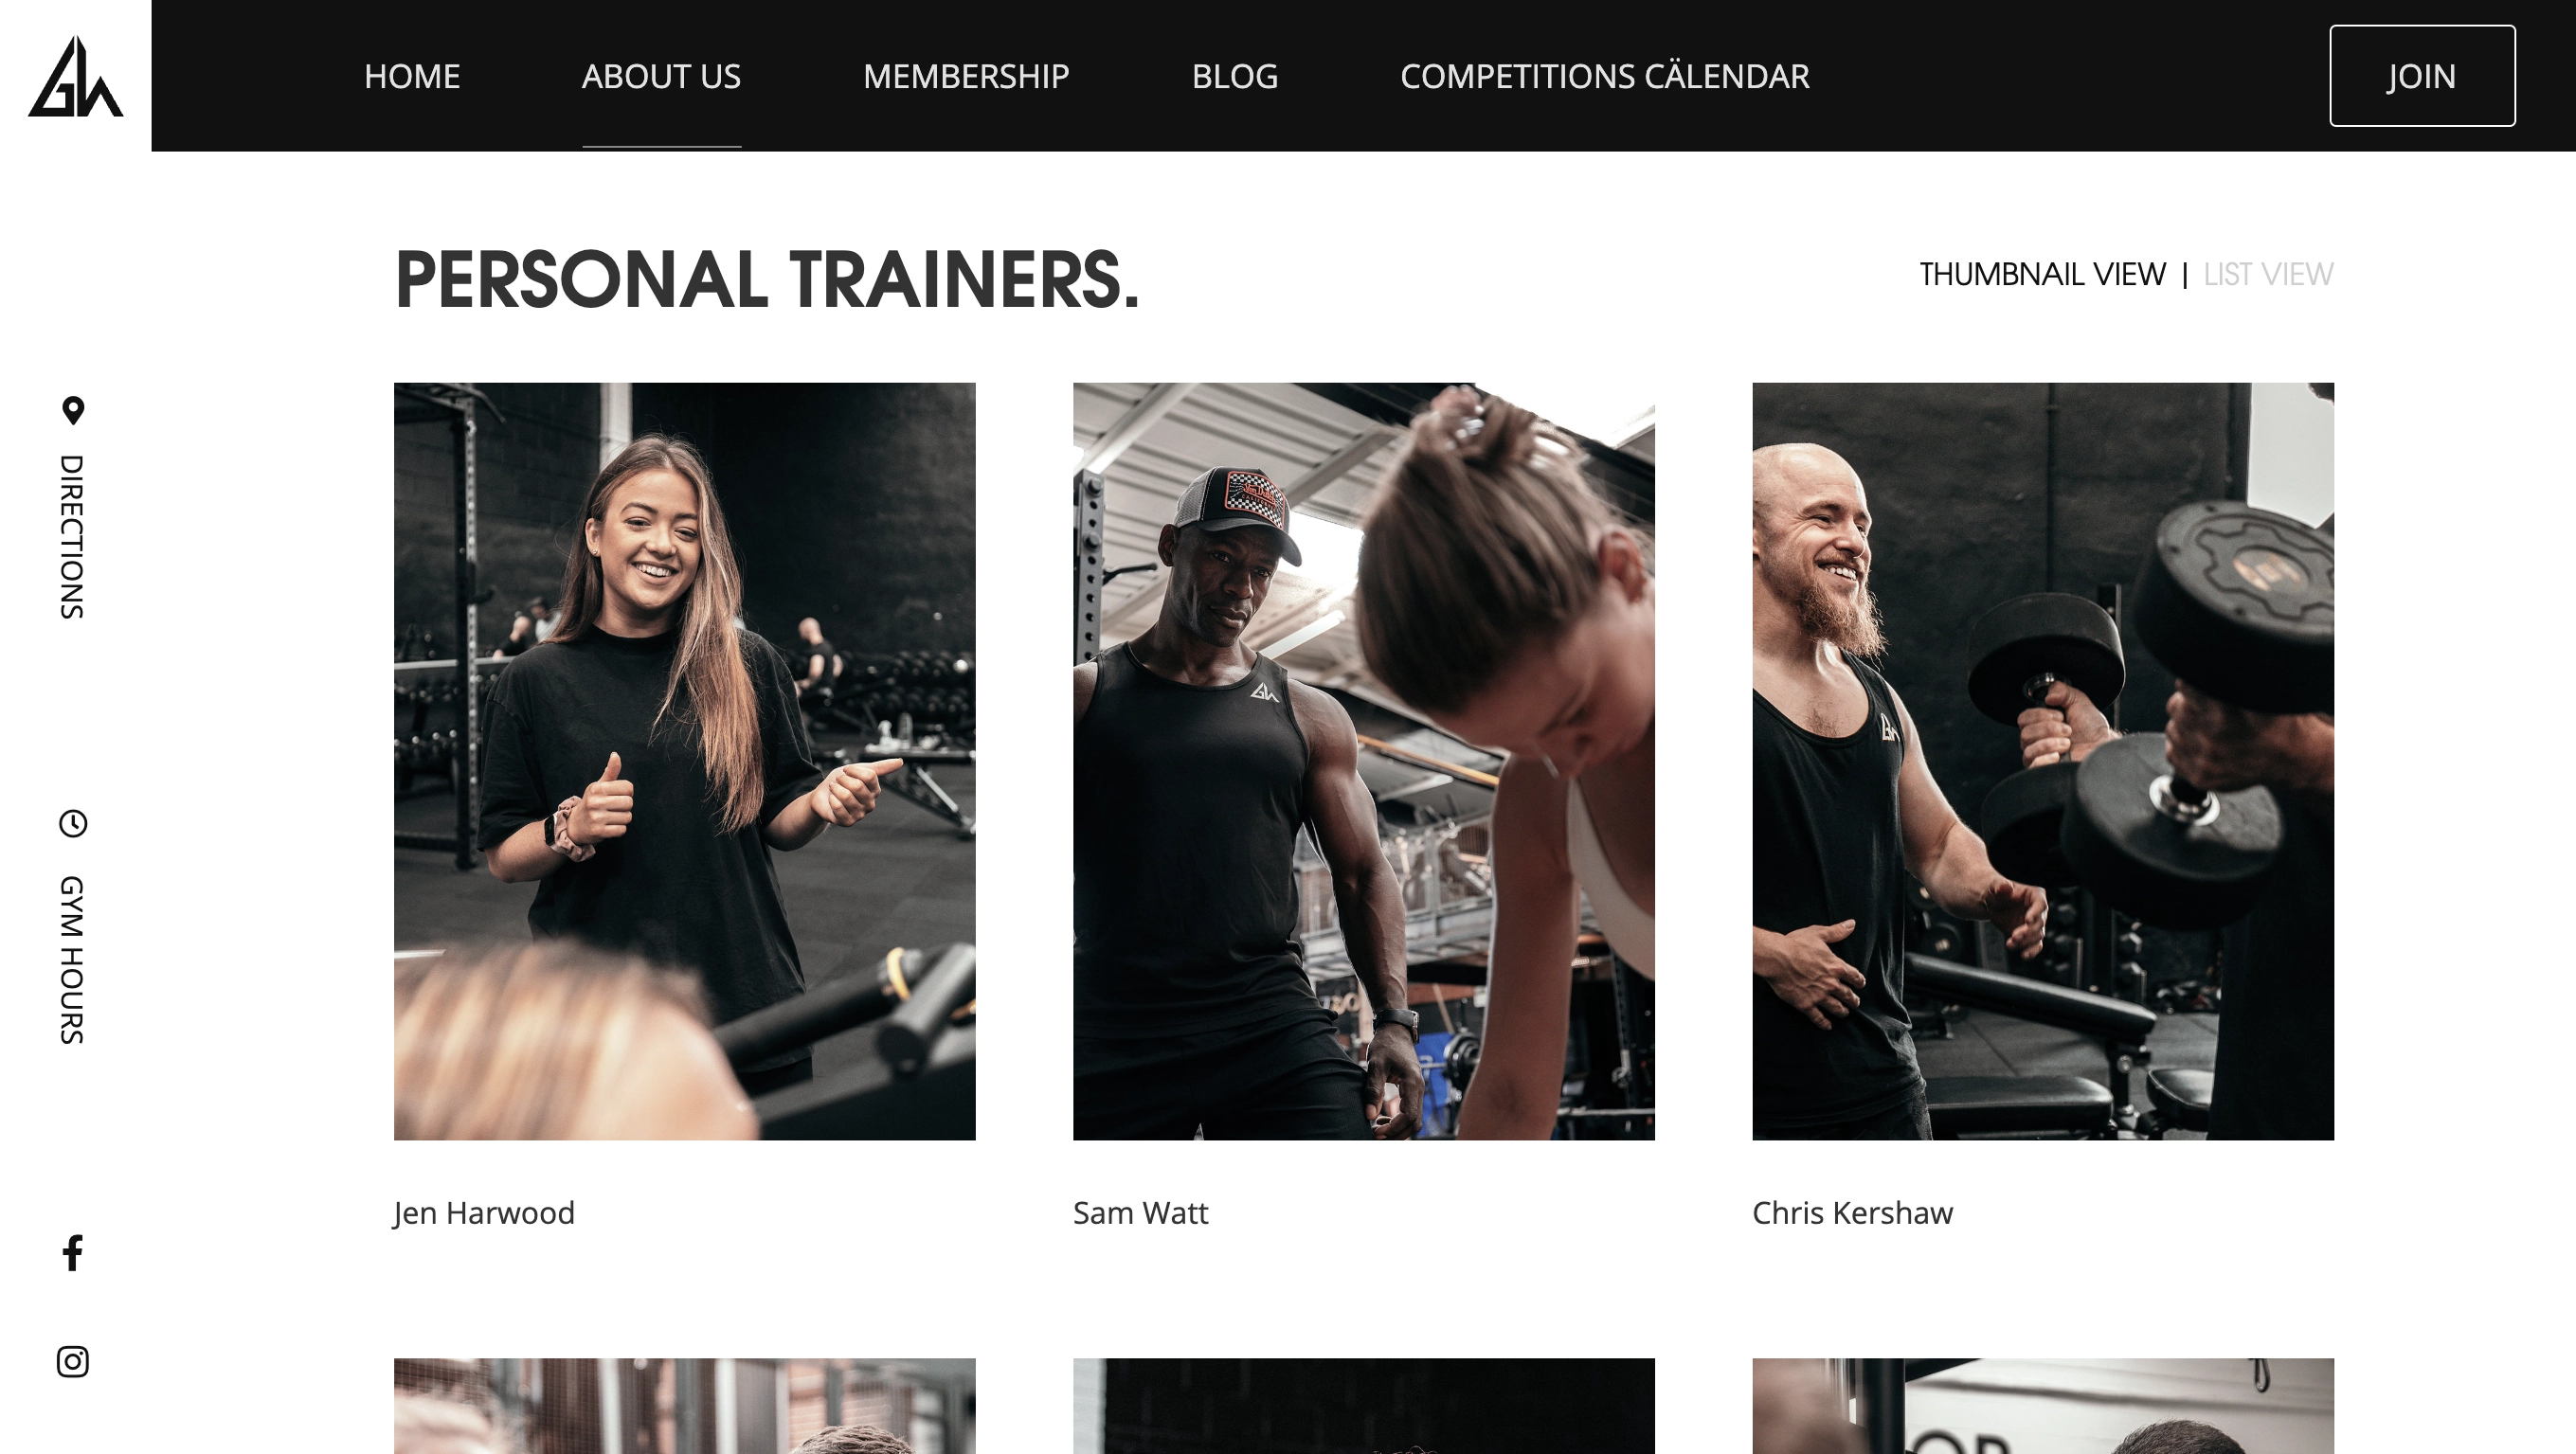 HOME
ABOUT US
MEMBERSHIP
BLOG
COMPETITIONS CÄLENDAR
JOIN
PERSONAL TRAINERS.
THUMBNAIL VIEW | LIST VIEW
DIRECTIONS
GYM HOURS
Jen Harwood
Sam Watt
Chris Kershaw